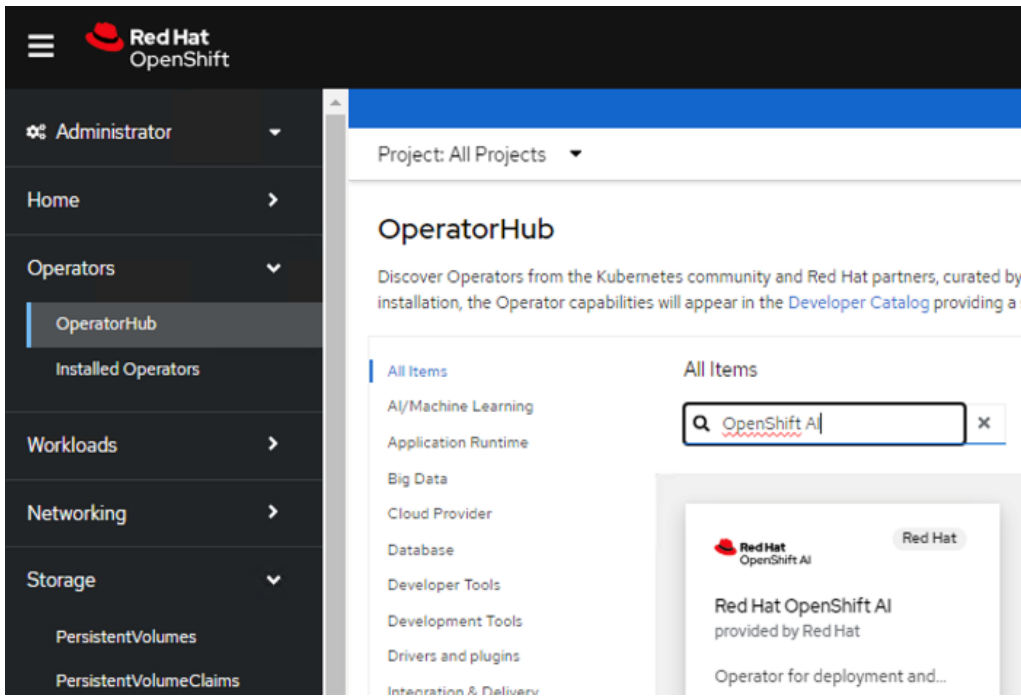 Red Hat
OpenShift
Administrator
Home
Operators
OperatorHub
Installed Operators
Workloads
Networking
Storage
PersistentVolumes
PersistentVolumeClaims
Project: All Projects
OperatorHub
Discover Operators from the Kubernetes community and Red Hat partners, curated by
installation, the Operator capabilities will appear in the Developer Catalog providing a
All Items
AI/Machine Learning
Application Runtime
Big Data
Cloud Provider
Database
Developer Tools
Development Tools
Drivers and plugins
Integration & Delivery
All Items
OpenShift AI
Red Hat
OpenShift AI
Red Hat
Red Hat OpenShift AI
provided by Red Hat
Operator for deployment and...